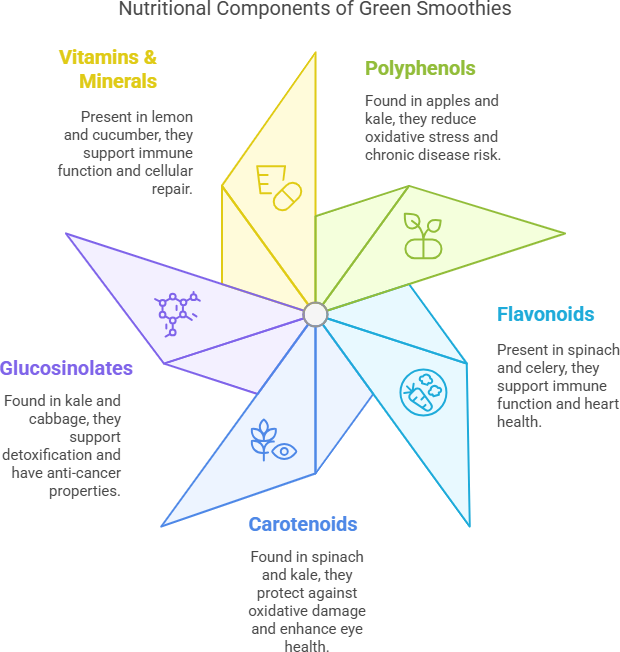 Nutritional Components of Green Smoothies
Vitamins &
Minerals
Present in lemon
and cucumber, they
support immune
function and cellular
repair.
Polyphenols
Found in apples and
kale, they reduce
oxidative stress and
chronic disease risk.
Flavonoids
Present in spinach
and celery, they
support immune
function and heart
health.
Glucosinolates
Found in kale and
cabbage, they
support
detoxification and
have anti-cancer
properties.
Carotenoids
Found in spinach
and kale, they
protect against
oxidative damage
and enhance eye
health.